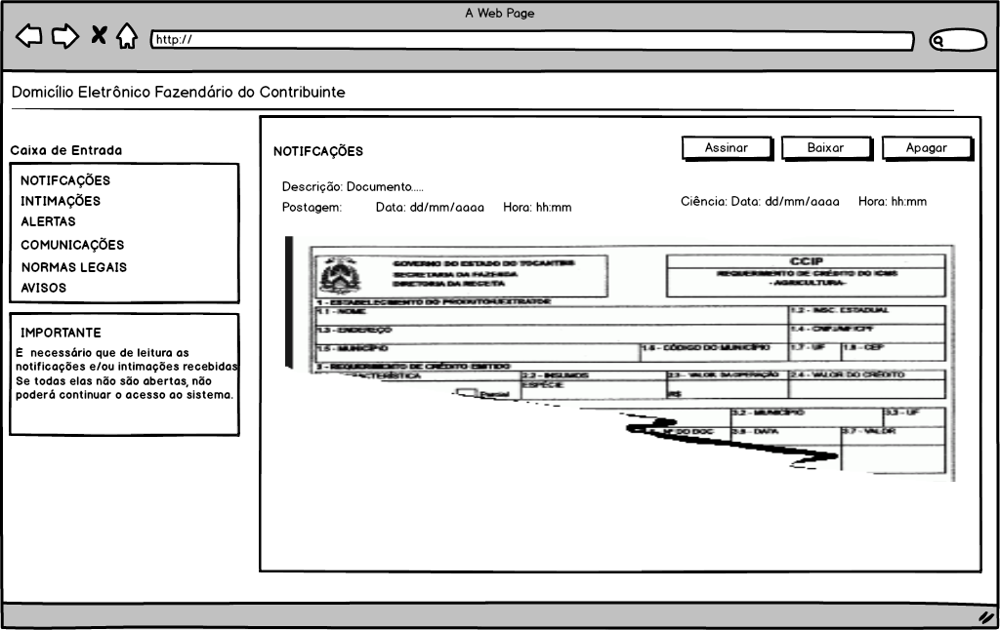 A Web Page
http://
Domicílio Eletrônico Fazendário do Contribuinte
Caixa de Entrada
NOTIFCAÇÕES
INTIMAÇÕES
ALERTAS
COMUNICAÇÕES
NORMAS LEGAIS
AVISOS
IMPORTANTE
É necessário que de leitura as
notificações e/ou intimações recebidas
Se todas elas não são abertas, não
poderá continuar o acesso ao sistema.
NOTIFCAÇÕES
Assinar Baixar Apagar
Descrição: Documento.....
Postagem: Data: dd/mm/aaaa Hora: hh:mm
Ciência: Data: dd/mm/aaaa Hora: hh:mm
GOVERNO DO ESTADO DO TOCANTINS
SECRETARIA DA FAZENDA
DIRETORIA DA RECEITA
CCIP
REQUERIMENTO DE CRÉDITO DO ICMS
-AGRICULTURA-
1 - ESTABELECIMENTO DO PRODUTOR/EXTRATOR
1.1 - NOME 1.2 - INSC. ESTADUAL
1.3 - ENDEREÇO 1.4 - CNPJ/MF/CPF
1.5 - MUNICÍPIO 1.6 - CÓDIGO DO MUNICÍPIO 1.7 - UF 1.8 - CEP
2 - REQUERIMENTO DE CRÉDITO EMITIDO
CARACTERÍSTICA 2.2 - INSUMOS 2.3 - VALOR DA OPERAÇÃO 2.4 - VALOR DO CRÉDITO
ESPÉCIE
Parcial R$
3.2 - MUNICÍPIO 3.3 - UF
Nº DO DOC 3.6 - DATA 3.7 - VALOR